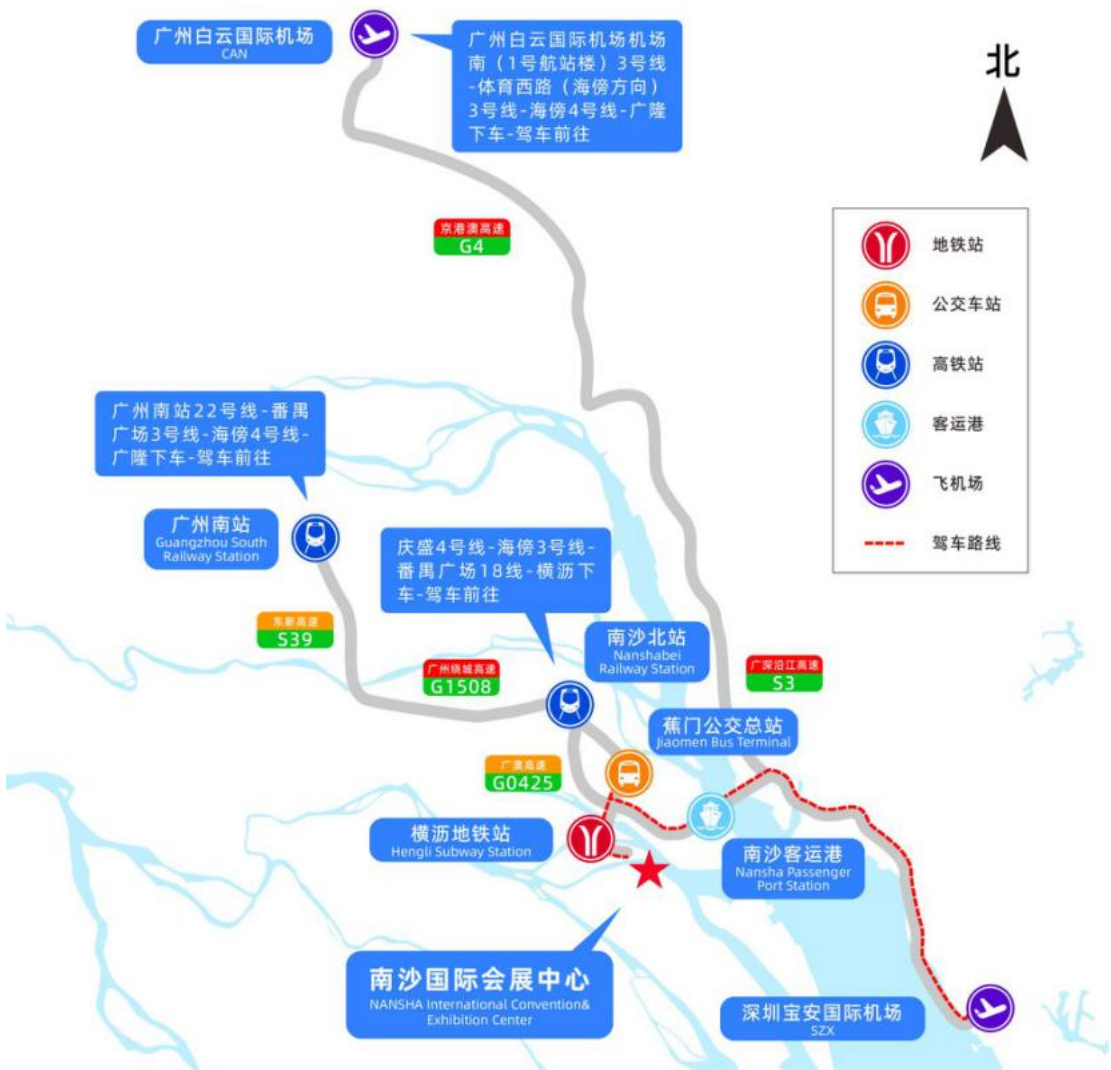 广州白云国际机场
CAN
广州白云国际机场机场
南（1号航站楼）3号线
-体育西路（海傍方向）
3号线-海傍4号线-广隆
下车-驾车前往
北
京港澳高速
G4
地铁站
公交车站
高铁站
客运港
飞机场
驾车路线
广州南站22号线-番禺
广场3号线-海傍4号线-
广隆下车-驾车前往
广州南站
Guangzhou South
Railway Station
庆盛4号线-海傍3号线-
番禺广场18线-横沥下
车-驾车前往
东新高速
S39
南沙北站
Nanshabei
Railway Station
广州绕城高速
G1508
广深沿江高速
S3
蕉门公交总站
Jiaomen Bus Terminal
广澳高速
G0425
横沥地铁站
Hengli Subway Station
南沙客运港
Nansha Passenger
Port Station
南沙国际会展中心
NANSHA International Convention&
Exhibition Center
深圳宝安国际机场
SZX